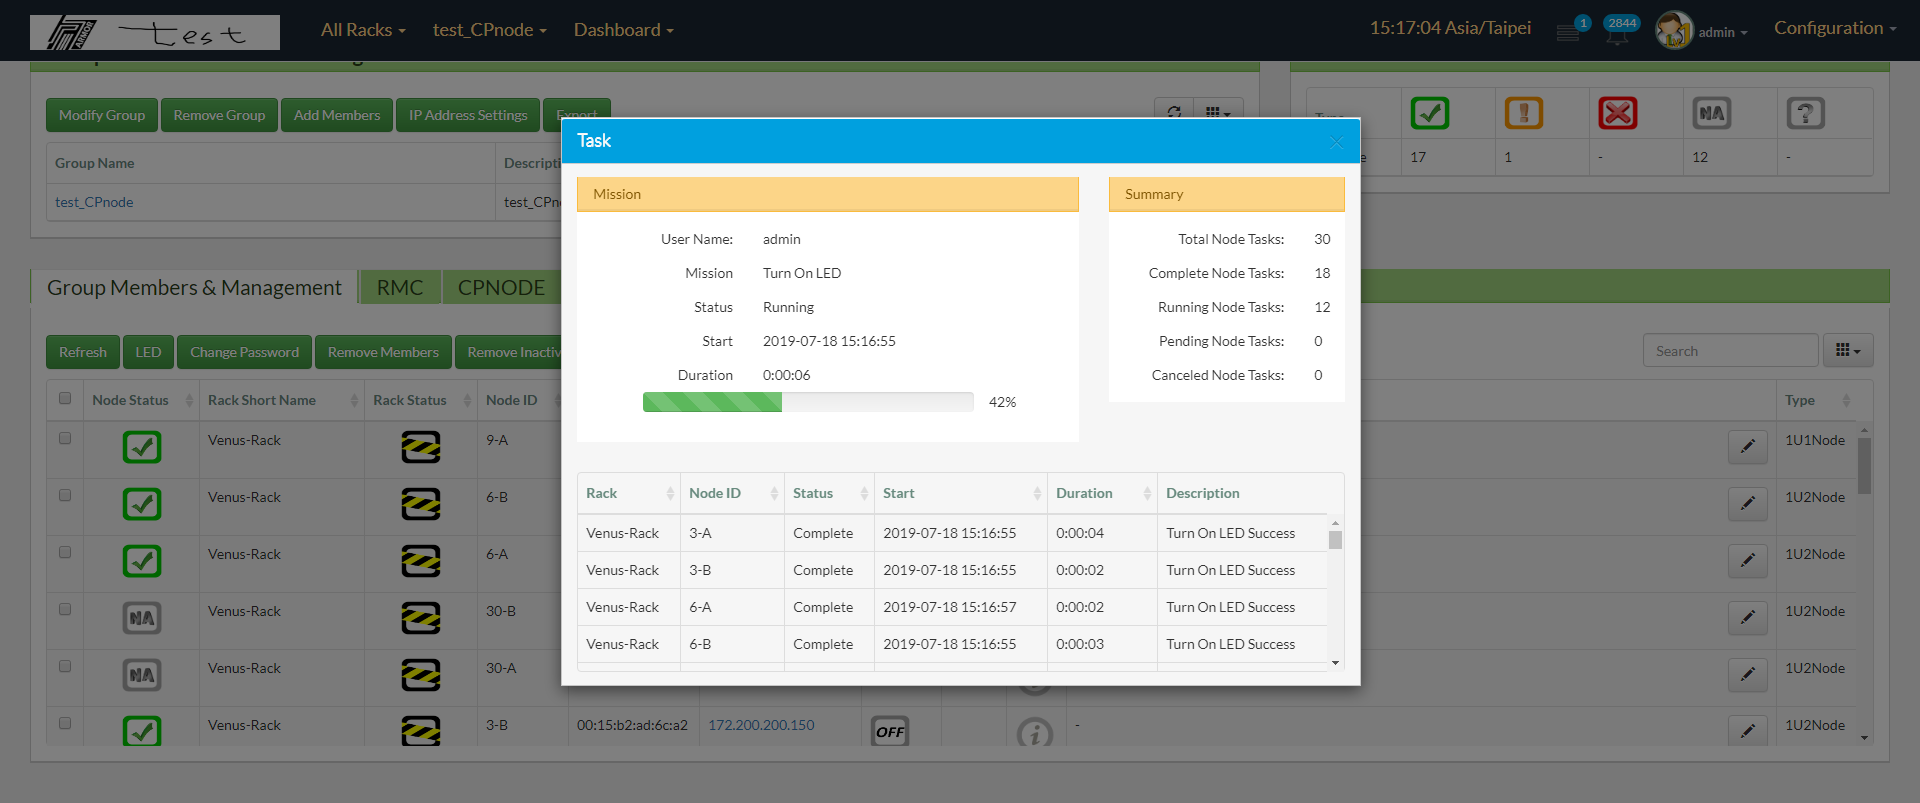 ARMOR test All Racks test_CPnode Dashboard 15:17:04 Asia/Taipei 1 2844 admin Configuration
Modify Group Remove Group Add Members IP Address Settings Export
Group Name
test_CPnode test_CPn
17 1 - 12 -
NA ?
Task
Mission
User Name: admin
Mission Turn On LED
Status Running
Start 2019-07-18 15:16:55
Duration 0:00:06
42%
Summary
Total Node Tasks: 30
Complete Node Tasks: 18
Running Node Tasks: 12
Pending Node Tasks: 0
Canceled Node Tasks: 0
Rack Node ID Status Start Duration Description
Venus-Rack 3-A Complete 2019-07-18 15:16:55 0:00:04 Turn On LED Success
Venus-Rack 3-B Complete 2019-07-18 15:16:55 0:00:02 Turn On LED Success
Venus-Rack 6-A Complete 2019-07-18 15:16:57 0:00:02 Turn On LED Success
Venus-Rack 6-B Complete 2019-07-18 15:16:55 0:00:03 Turn On LED Success
Group Members & Management RMC CPNODE
Refresh LED Change Password Remove Members Remove Inactiv
Search
Node Status Rack Short Name Rack Status Node ID Type
Venus-Rack 9-A 1U1Node
Venus-Rack 6-B 1U2Node
Venus-Rack 6-A 1U2Node
NA Venus-Rack 30-B 1U2Node
NA Venus-Rack 30-A 1U2Node
Venus-Rack 3-B 00:15:b2:ad:6c:a2 172.200.200.150 OFF i - 1U2Node